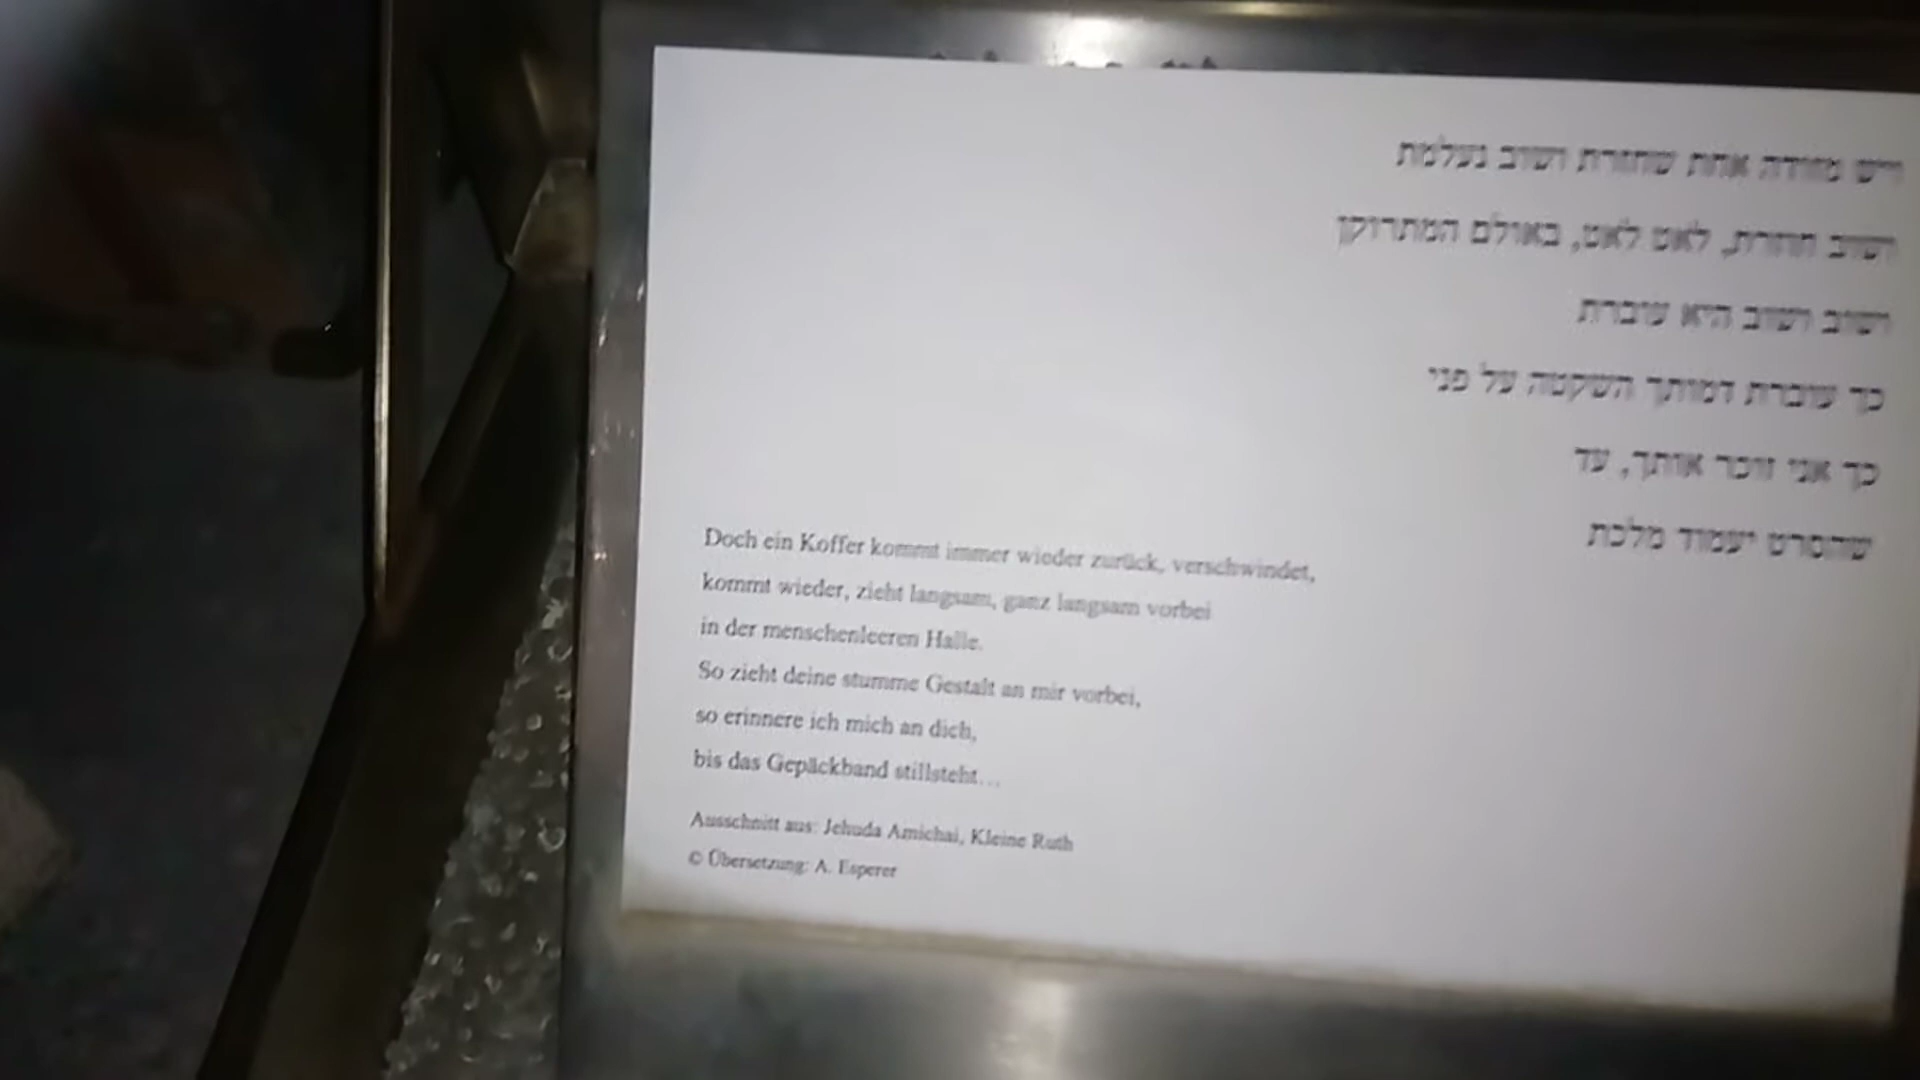 ויש מזודה אחת שחוזרת ושוב נעלמת
ושוב חוזרת, לאט לאט, באולם המתרוקן
ושוב ושוב היא עוברת
כך עוברת דמותך השקטה על פני
כך אני זוכר אותך, עד
שהסרט יעמוד מלכת
Doch ein Koffer kommt immer wieder zurück, verschwindet,
kommt wieder, zieht langsam, ganz langsam vorbei
in der menschenleeren Halle.
So zieht deine stumme Gestalt an mir vorbei,
so erinnere ich mich an dich,
bis das Gepäckband stillsteht...
Ausschnitt aus: Jehuda Amichai, Kleine Ruth
© Übersetzung: A. Esperer